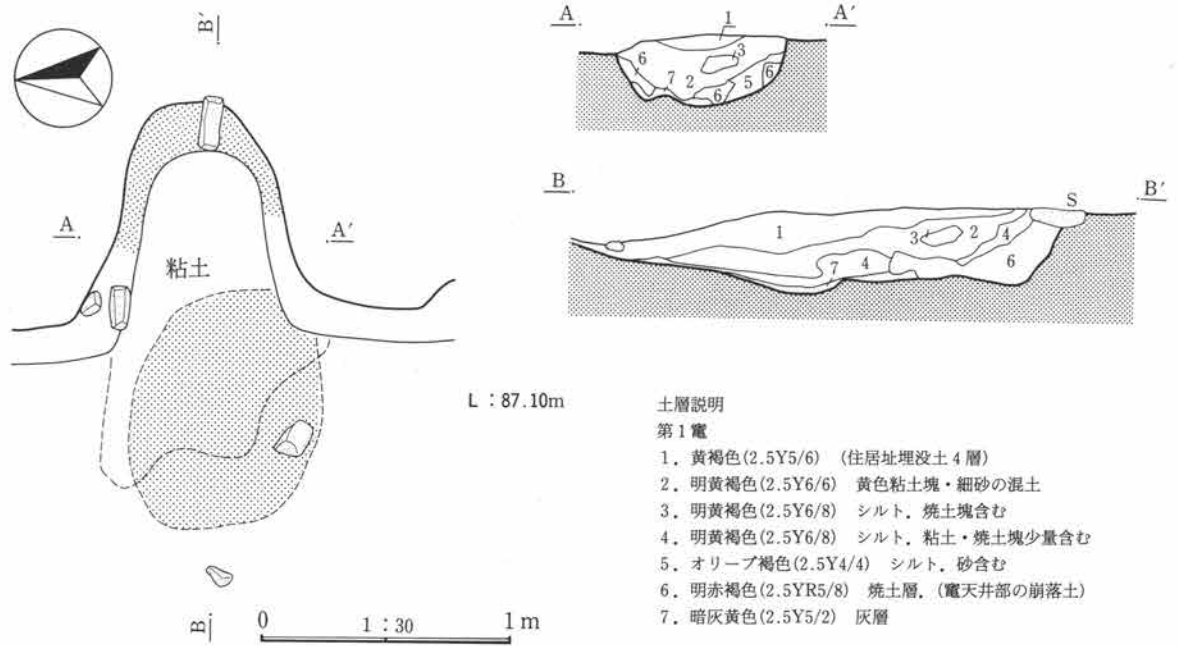 B`
A
A′
粘土
B
0 1 : 30 1 m
A A′
1
3
6
7 2 5 6
6
B B′
S
1
3 2 4
7 4 6
L : 87.10m
土層説明
第1竃
1．黄褐色(2.5Y5/6) (住居址埋没土4層)
2．明黄褐色(2.5Y6/6) 黄色粘土塊・細砂の混土
3．明黄褐色(2.5Y6/8) シルト．焼土塊含む
4．明黄褐色(2.5Y6/8) シルト．粘土・焼土塊少量含む
5．オリーブ褐色(2.5Y4/4) シルト．砂含む
6．明赤褐色(2.5YR5/8) 焼土層．(竃天井部の崩落土)
7．暗灰黄色(2.5Y5/2) 灰層